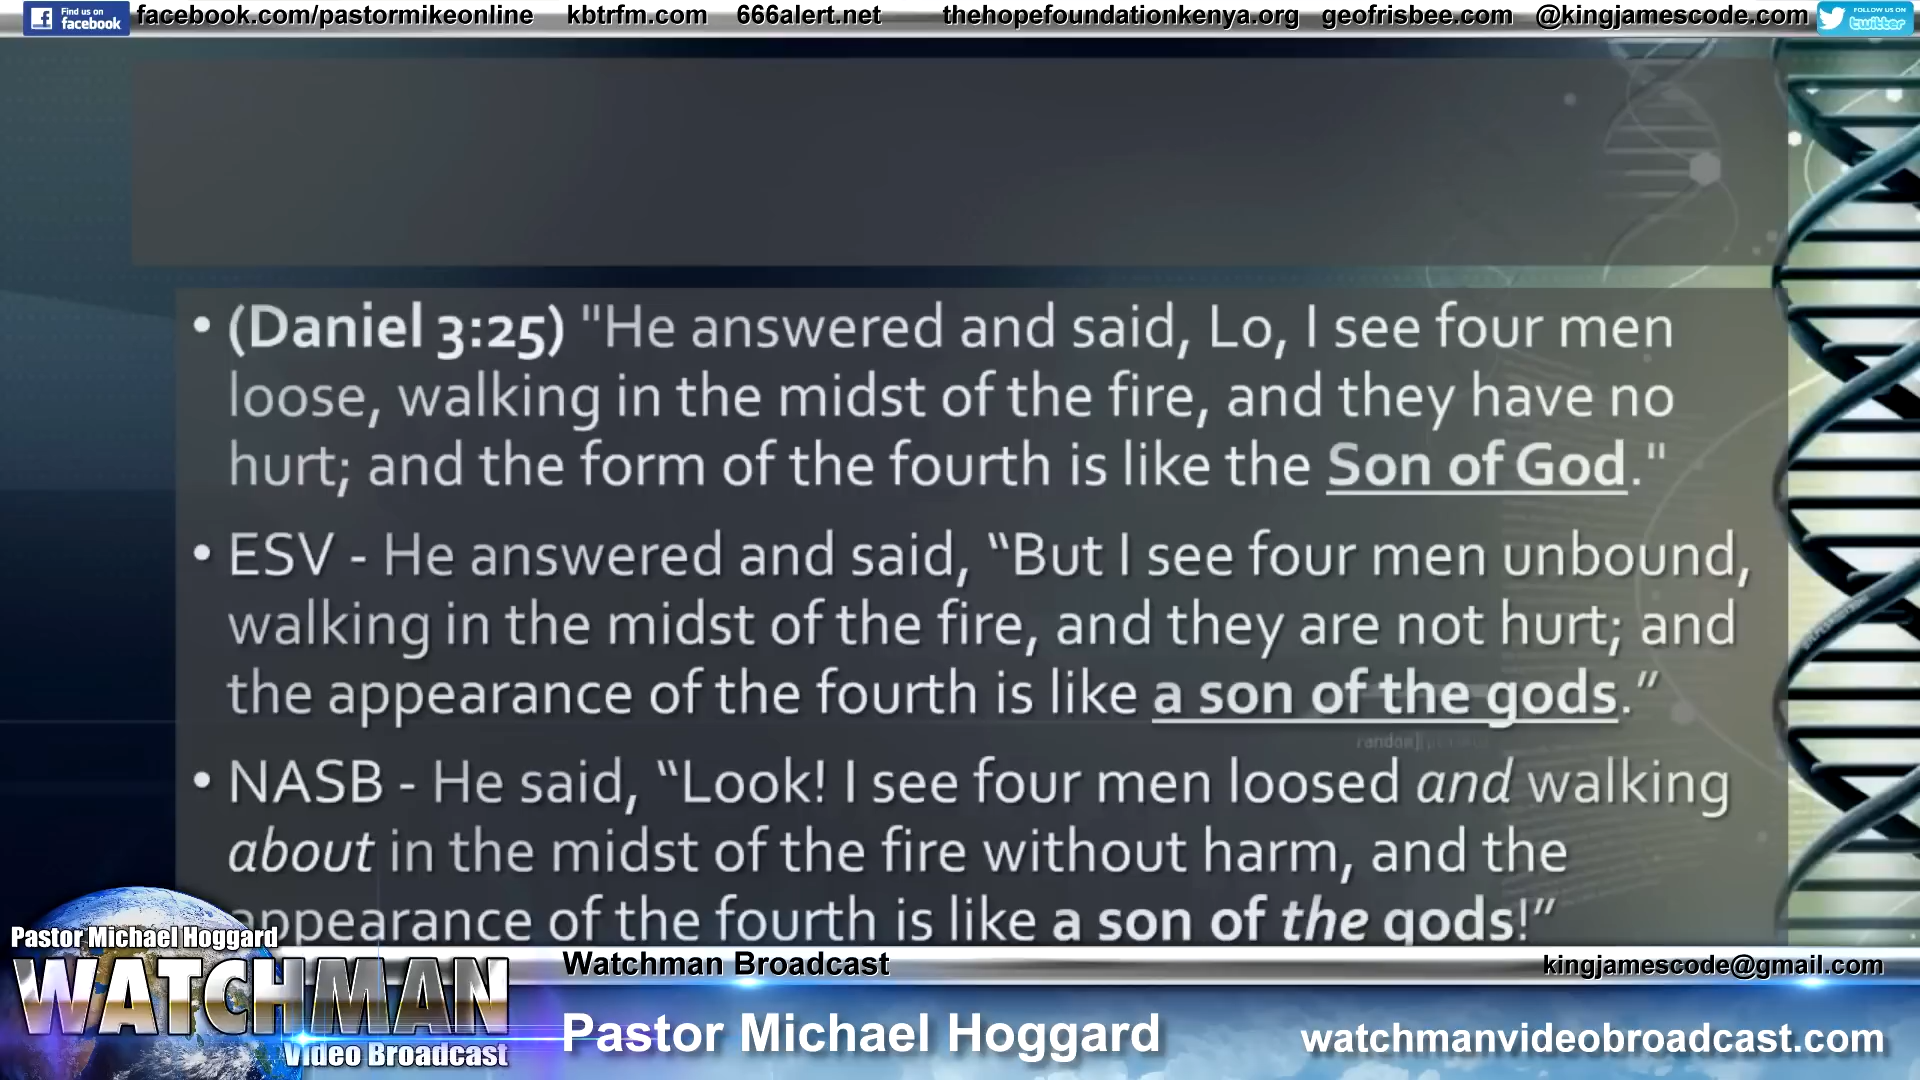 Find us on
facebook
facebook.com/pastormikeonline kbtrfm.com 666alert.net thehopefoundationkenya.org geofrisbee.com @kingjamescode.com
FOLLOW US ON
twitter
• (Daniel 3:25) "He answered and said, Lo, I see four men
loose, walking in the midst of the fire, and they have no
hurt; and the form of the fourth is like the Son of God."
• ESV - He answered and said, “But I see four men unbound,
walking in the midst of the fire, and they are not hurt; and
the appearance of the fourth is like a son of the gods.”
• NASB - He said, “Look! I see four men loosed and walking
about in the midst of the fire without harm, and the
appearance of the fourth is like a son of the gods!”
Pastor Michael Hoggard
WATCHMAN
Video Broadcast
Watchman Broadcast
kingjamescode@gmail.com
Pastor Michael Hoggard
watchmanvideobroadcast.com